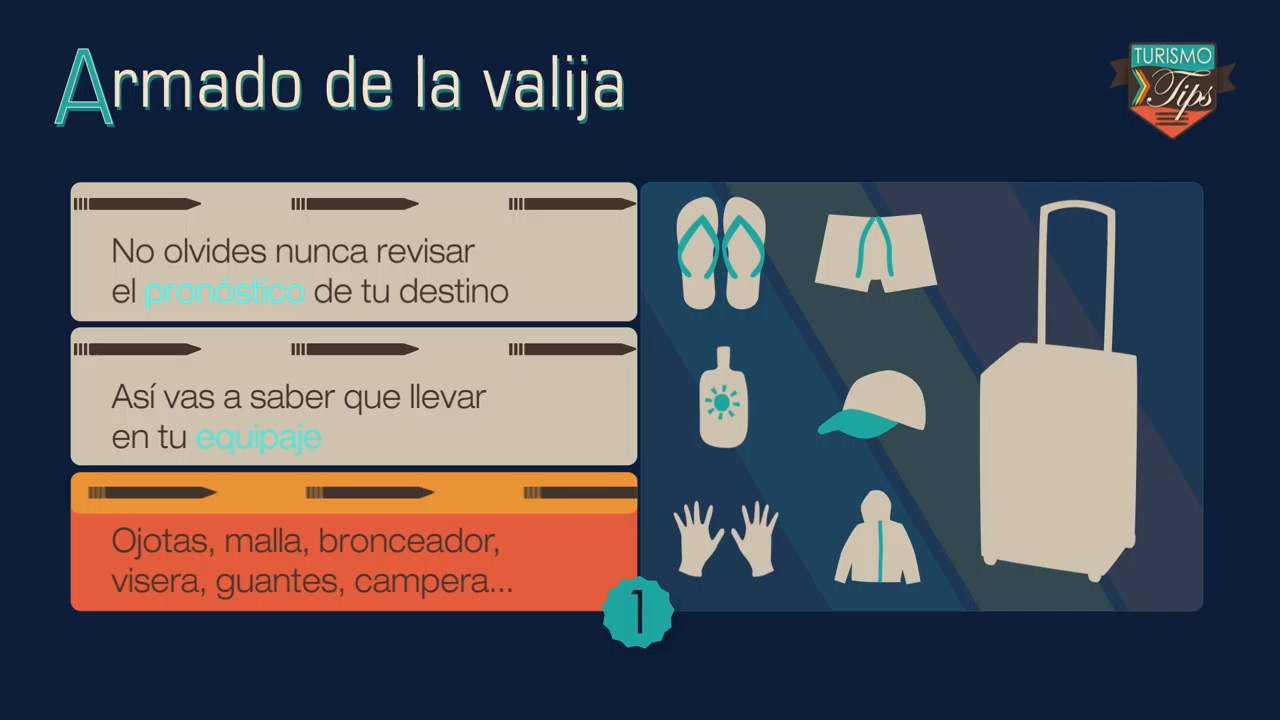 Armado de la valija
TURISMO
Tips
No olvides nunca revisar
el pronóstico de tu destino
Así vas a saber que llevar
en tu equipaje
Ojotas, malla, bronceador,
visera, guantes, campera...
1